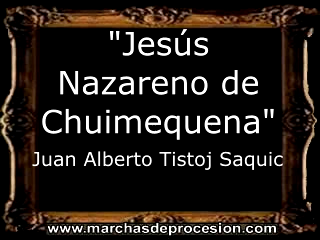 "Jesús
Nazareno de
Chuimequena"
Juan Alberto Tistoj Saquic
www.marchasdeprocesion.com